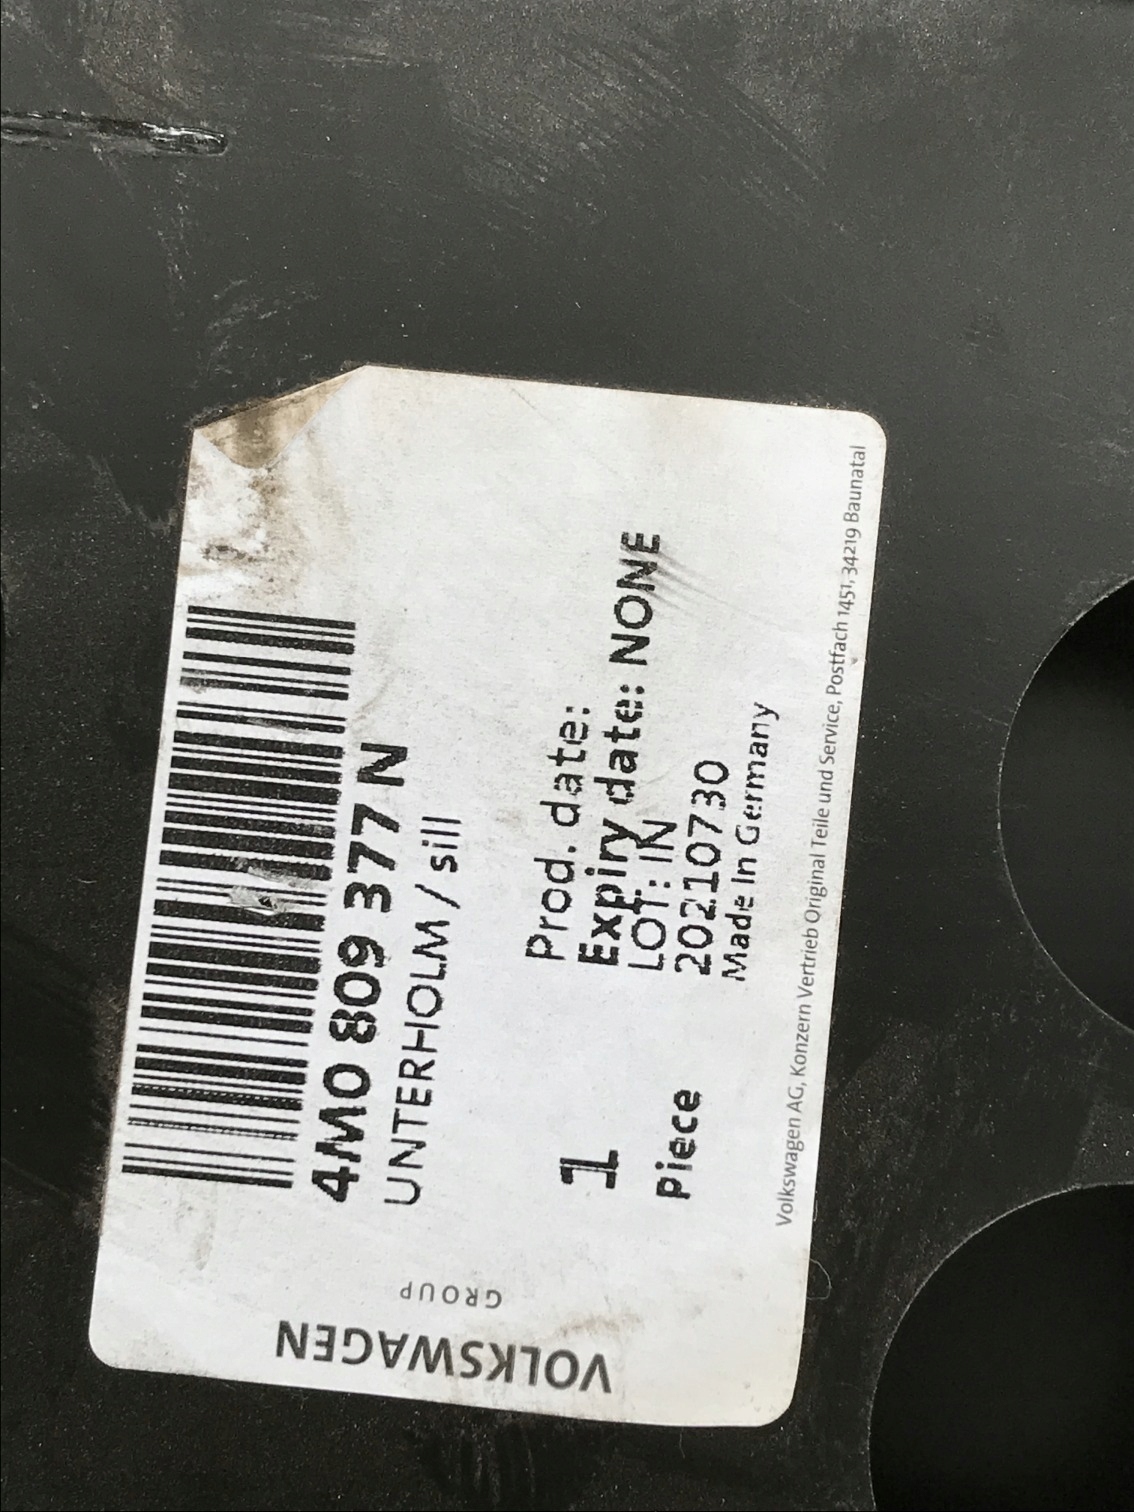 VOLKSWAGEN
GROUP
4M0 809 377 N
UNTERHOLM / sill
1
Piece
Prod. date:
Expiry date: NONE
LOT: IN
20210730
Made In Germany
Volkswagen AG, Konzern Vertrieb Original Teile und Service, Postfach 1451, 34219 Baunatal